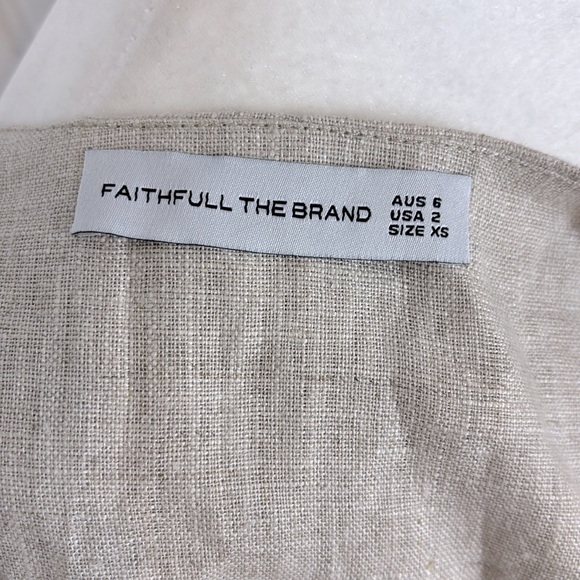 FAITHFULL THE BRAND
AUS 6
USA 2
SIZE XS